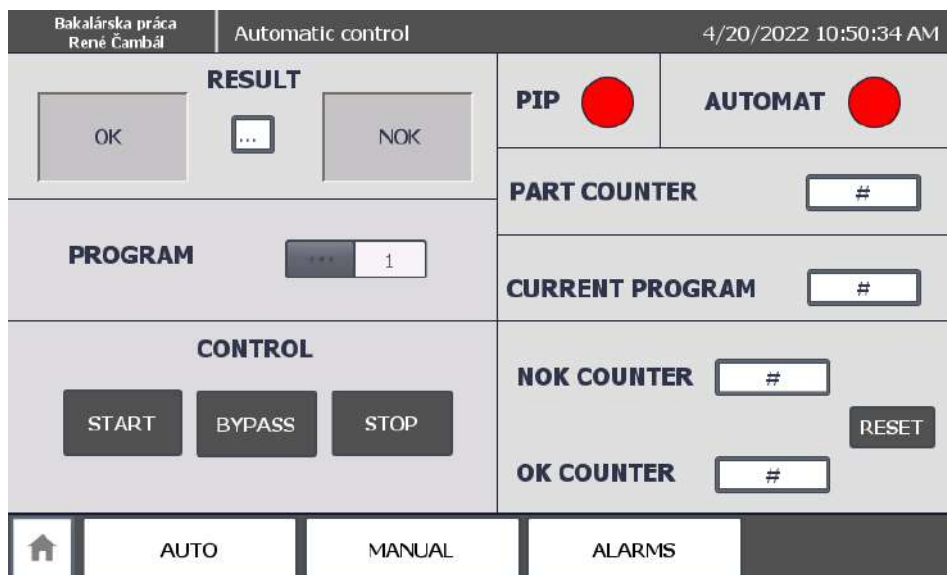 Bakalárska práca
René Čambál
Automatic control
4/20/2022 10:50:34 AM
RESULT
OK
...
NOK
PROGRAM
... 1
CONTROL
START
BYPASS
STOP
PIP
AUTOMAT
PART COUNTER #
CURRENT PROGRAM #
NOK COUNTER #
RESET
OK COUNTER #
AUTO
MANUAL
ALARMS